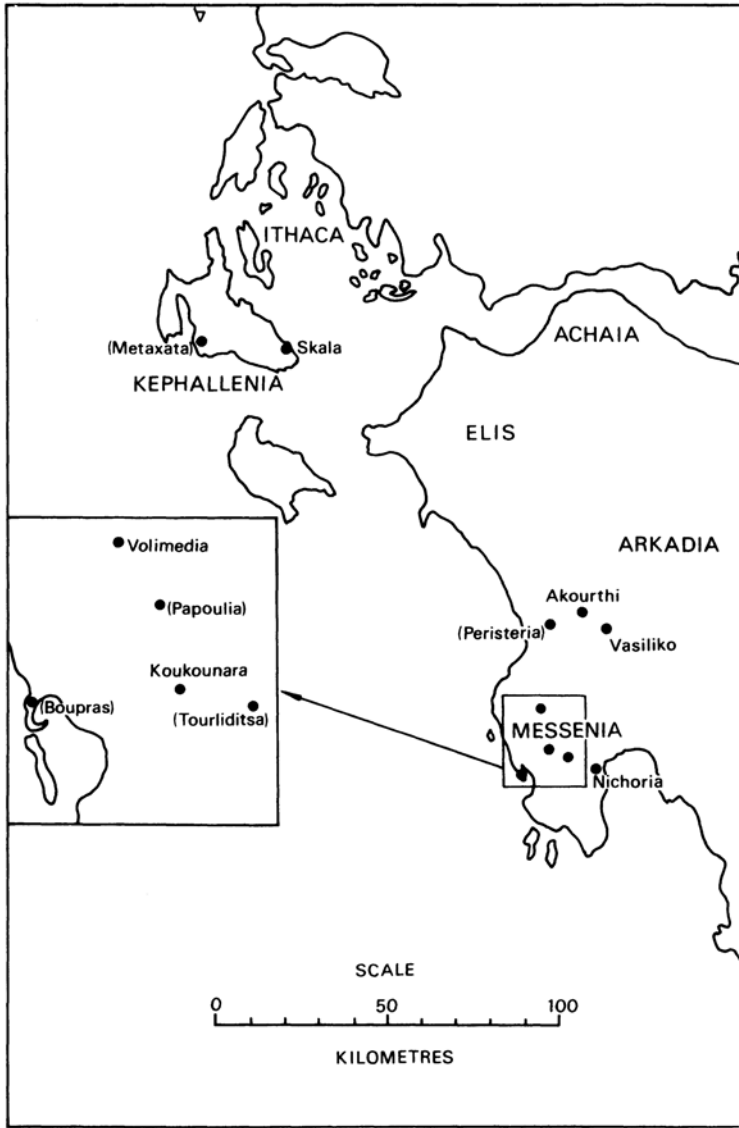 ITHACA
ACHAIA
(Metaxata)
Skala
KEPHALLENIA
ELIS
Volimedia
ARKADIA
Akourthi
(Papoulia)
(Peristeria)
Vasiliko
Koukounara
(Boupras)
(Tourliditsa)
MESSENIA
Nichoria
SCALE
0 50 100
KILOMETRES